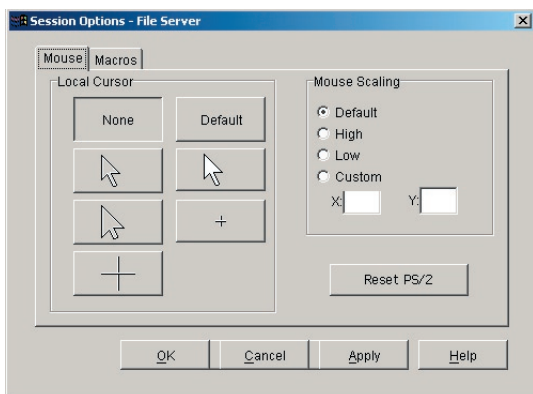 Session Options - File Server
Mouse Macros
Local Cursor
None Default
Mouse Scaling
Default
High
Low
Custom
X: Y:
Reset PS/2
OK Cancel Apply Help